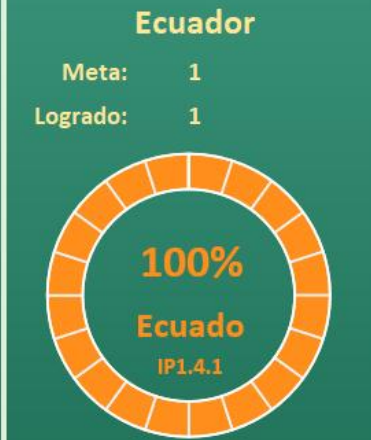 Ecuador
Meta: 1
Logrado: 1
100%
Ecuado
IP1.4.1